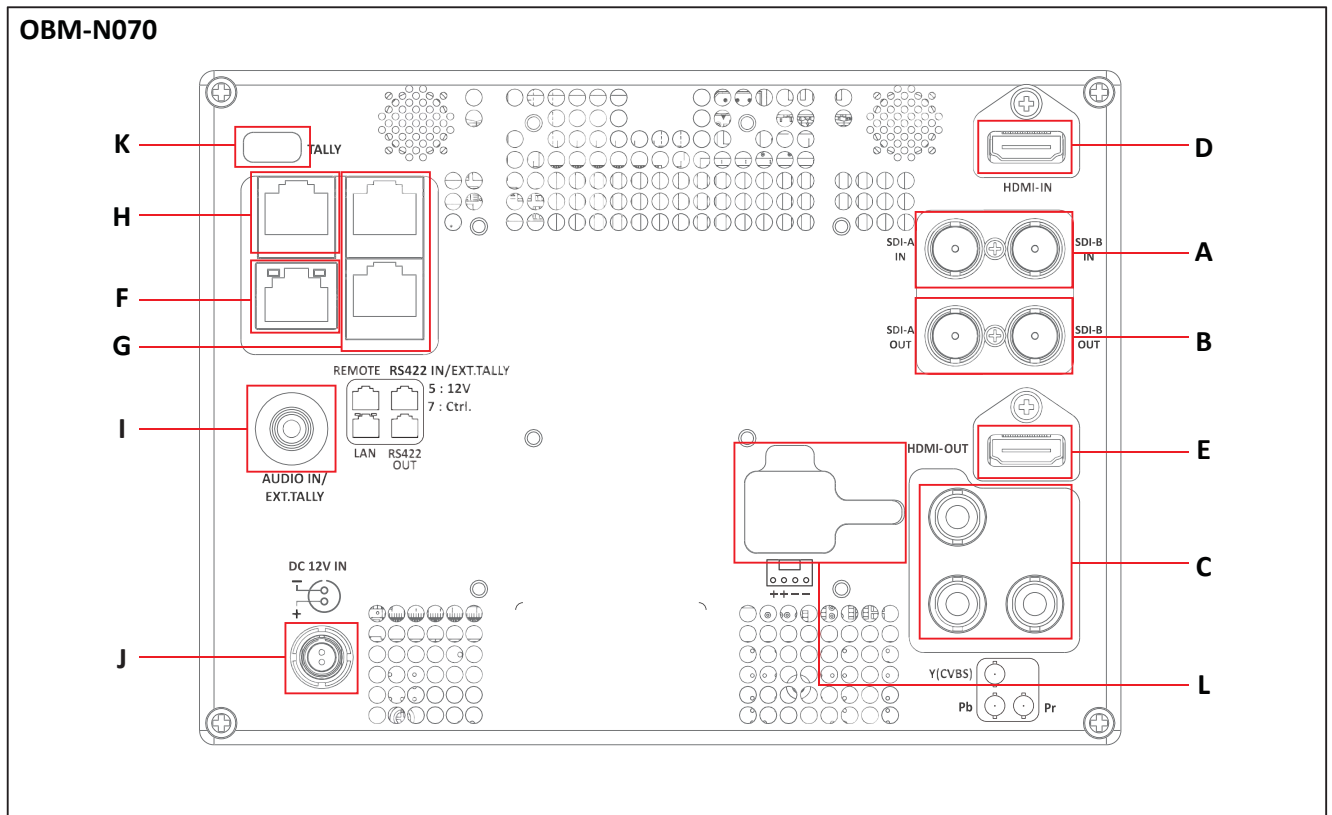 OBM-N070
K
TALLY
D
HDMI-IN
H
SDI-A
IN
SDI-B
IN
A
F
G
SDI-A
OUT
SDI-B
OUT
B
REMOTE RS422 IN/EXT.TALLY
5 : 12V
7 : Ctrl.
LAN RS422
OUT
I
AUDIO IN/
EXT.TALLY
HDMI-OUT
E
DC 12V IN
-
+
++--
C
J
Y(CVBS)
Pb
Pr
L